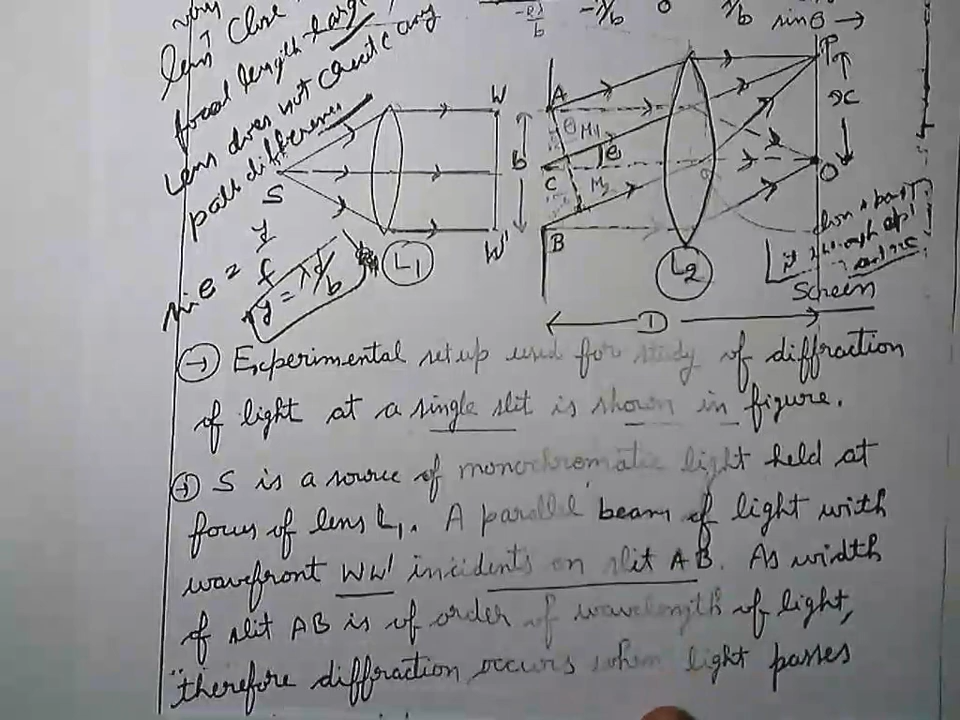 very
lens close
focal length large
Lens does not create any
path difference
-λ/b 0 λ/b sinθ →
S
L1
W
W'
A
b
C
B
θ
M1
θ
M2
L2
P
x
O
Screen
D
y = λf/b
→ Experimental set up used for study of diffraction
of light at a single slit is shown in figure.
→ S is a source of monochromatic light held at
focus of lens L1. A parallel beam of light with
wavefront WW' incidents on slit AB. As width
of slit AB is of order of wavelength of light,
therefore diffraction occurs when light passes